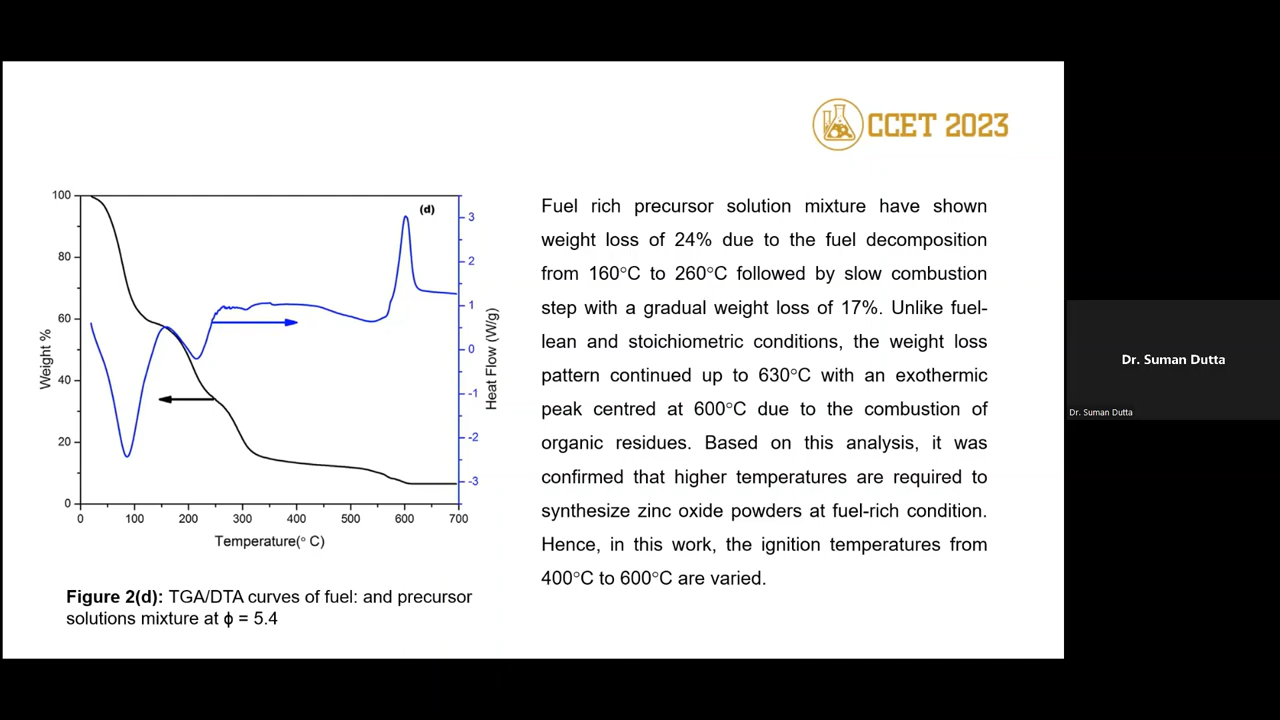 CCET 2023
100
80
60
40
20
0
Weight %
(d)
3
2
1
0
-1
-2
-3
Heat Flow (W/g)
0 100 200 300 400 500 600 700
Temperature(° C)
Figure 2(d): TGA/DTA curves of fuel: and precursor
solutions mixture at ϕ = 5.4
Fuel rich precursor solution mixture have shown
weight loss of 24% due to the fuel decomposition
from 160°C to 260°C followed by slow combustion
step with a gradual weight loss of 17%. Unlike fuel-
lean and stoichiometric conditions, the weight loss
pattern continued up to 630°C with an exothermic
peak centred at 600°C due to the combustion of
organic residues. Based on this analysis, it was
confirmed that higher temperatures are required to
synthesize zinc oxide powders at fuel-rich condition.
Hence, in this work, the ignition temperatures from
400°C to 600°C are varied.
Dr. Suman Dutta
Dr. Suman Dutta